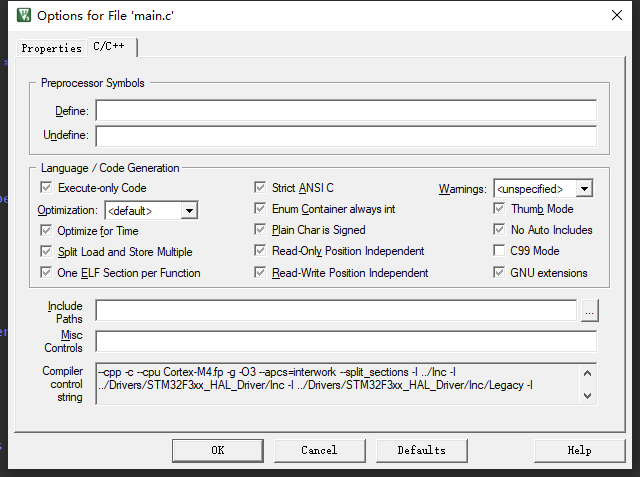 Options for File 'main.c'
Properties C/C++
Preprocessor Symbols
Define:
Undefine:
Language / Code Generation
Execute-only Code Strict ANSI C Warnings: <unspecified>
Optimization: <default> Enum Container always int Thumb Mode
Optimize for Time Plain Char is Signed No Auto Includes
Split Load and Store Multiple Read-Only Position Independent C99 Mode
One ELF Section per Function Read-Write Position Independent GNU extensions
Include
Paths
...
Misc
Controls
Compiler
control
string
--cpp -c --cpu Cortex-M4.fp -g -O3 --apcs=interwork --split_sections -I ../Inc -I
../Drivers/STM32F3xx_HAL_Driver/Inc -I ../Drivers/STM32F3xx_HAL_Driver/Inc/Legacy -I
OK Cancel Defaults Help